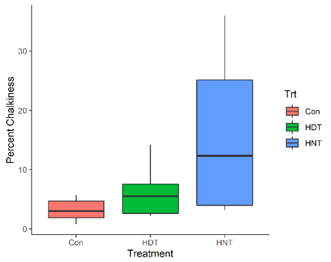 30
20
10
0
Percent Chalkiness
Con HDT HNT
Treatment
Trt
Con
HDT
HNT